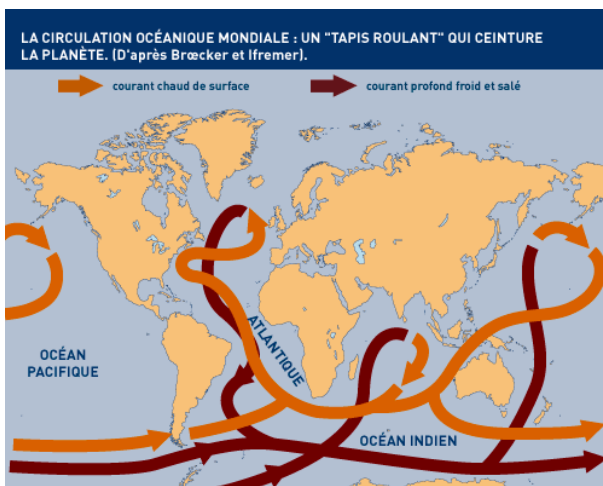 LA CIRCULATION OCÉANIQUE MONDIALE : UN "TAPIS ROULANT" QUI CEINTURE
LA PLANÈTE. (D'après Brœcker et Ifremer).
courant chaud de surface
courant profond froid et salé
ATLANTIQUE
OCÉAN
PACIFIQUE
OCÉAN INDIEN